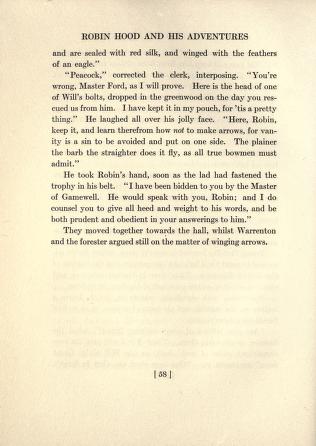 ROBIN HOOD AND HIS ADVENTURES
and are sealed with red silk, and winged with the feathers
of an eagle."
"Peacock," corrected the clerk, interposing. "You're
wrong, Master Ford, as I will prove. Here is the head of one
of Will's bolts, dropped in the greenwood on the day you res-
cued us from him. I have kept it in my pouch, for 'tis a pretty
thing." He laughed all over his jolly face. "Here, Robin,
keep it, and learn therefrom how not to make arrows, for van-
ity is a sin to be avoided and put on one side. The plainer
the barb the straighter does it fly, as all true bowmen must
admit."
He took Robin's hand, soon as the lad had fastened the
trophy in his belt. "I have been bidden to you by the Master
of Gamewell. He would speak with you, Robin; and I do
counsel you to give all heed and weight to his words, and be
both prudent and obedient in your answerings to him."
They moved together towards the hall, whilst Warrenton
and the forester argued still on the matter of winging arrows.
[ 58 ]